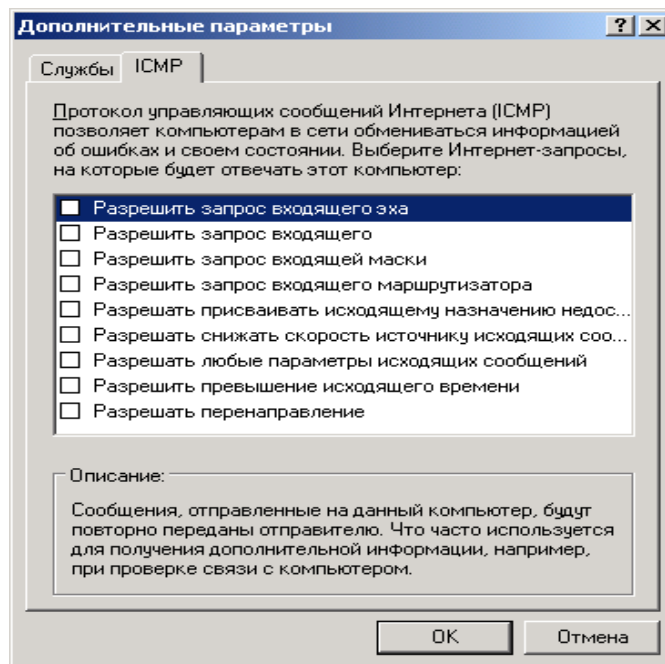 Дополнительные параметры
Службы
ICMP
Протокол управляющих сообщений Интернета (ICMP)
позволяет компьютерам в сети обмениваться информацией
об ошибках и своем состоянии. Выберите Интернет-запросы,
на которые будет отвечать этот компьютер:
Разрешить запрос входящего эха
Разрешить запрос входящего
Разрешить запрос входящей маски
Разрешить запрос входящего маршрутизатора
Разрешать присваивать исходящему назначению недос...
Разрешать снижать скорость источнику исходящих соо...
Разрешать любые параметры исходящих сообщений
Разрешить превышение исходящего времени
Разрешать перенаправление
Описание:
Сообщения, отправленные на данный компьютер, будут
повторно переданы отправителю. Что часто используется
для получения дополнительной информации, например,
при проверке связи с компьютером.
OK
Отмена